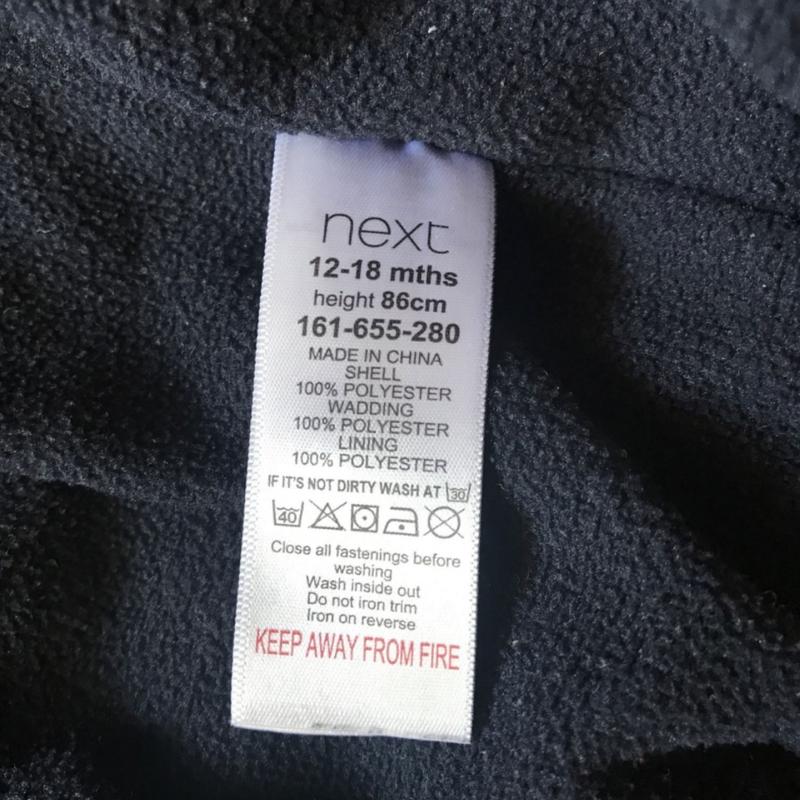 next
12-18 mths
height 86cm
161-655-280
MADE IN CHINA
SHELL
100% POLYESTER
WADDING
100% POLYESTER
LINING
100% POLYESTER
IF IT'S NOT DIRTY WASH AT 30
40
Close all fastenings before
washing
Wash inside out
Do not iron trim
Iron on reverse
KEEP AWAY FROM FIRE